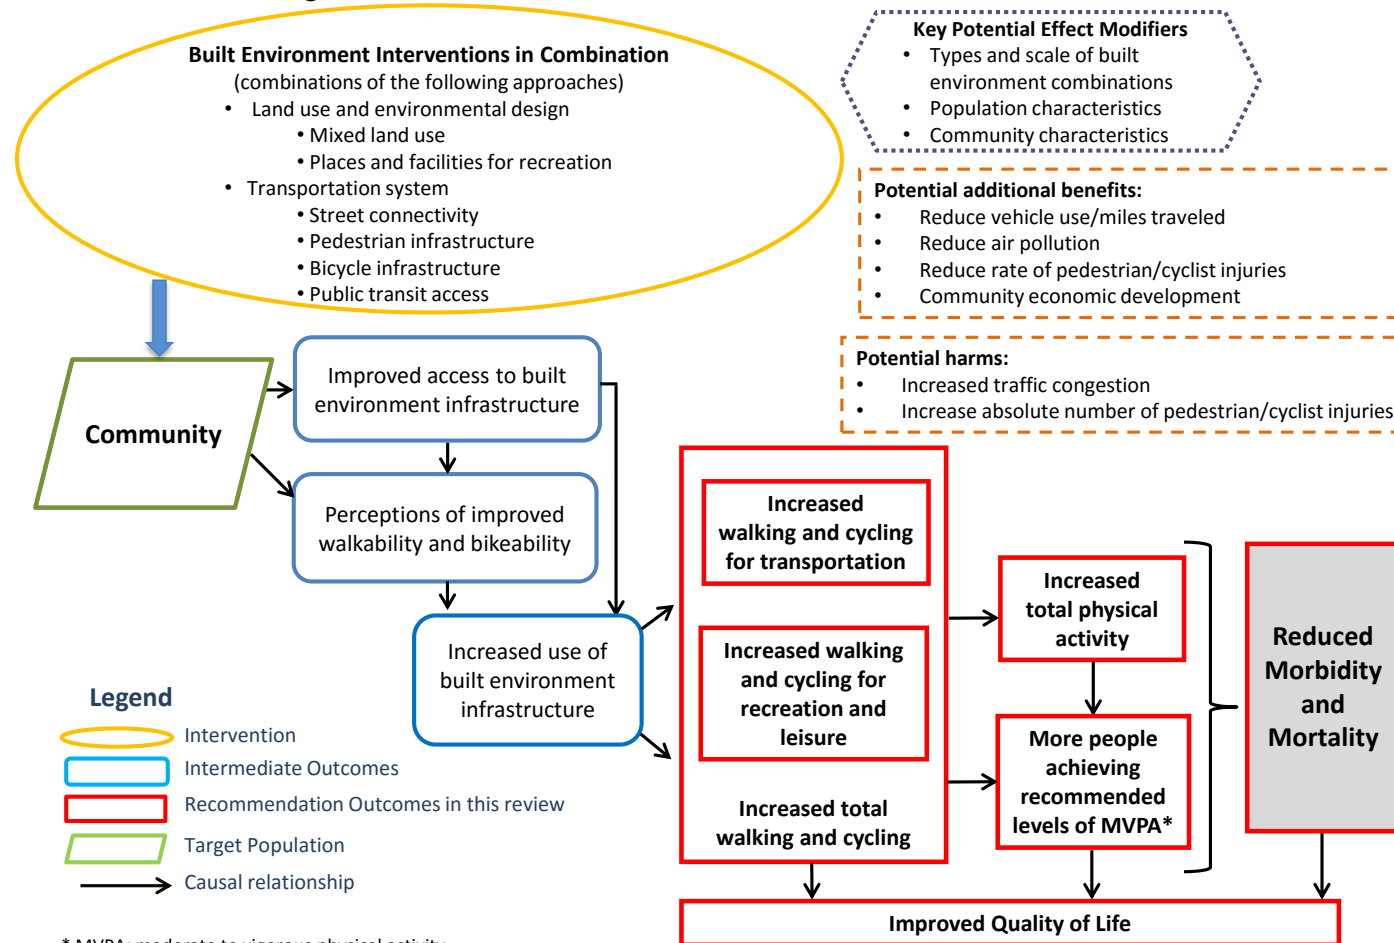 Built Environment Interventions in Combination
(combinations of the following approaches)
• Land use and environmental design
• Mixed land use
• Places and facilities for recreation
• Transportation system
• Street connectivity
• Pedestrian infrastructure
• Bicycle infrastructure
• Public transit access
Key Potential Effect Modifiers
• Types and scale of built
environment combinations
• Population characteristics
• Community characteristics
Potential additional benefits:
• Reduce vehicle use/miles traveled
• Reduce air pollution
• Reduce rate of pedestrian/cyclist injuries
• Community economic development
Potential harms:
• Increased traffic congestion
• Increase absolute number of pedestrian/cyclist injuries
Community
Improved access to built
environment infrastructure
Perceptions of improved
walkability and bikeability
Increased use of
built environment
infrastructure
Increased
walking and cycling
for transportation
Increased walking
and cycling for
recreation and
leisure
Increased total
walking and cycling
Increased
total physical
activity
More people
achieving
recommended
levels of MVPA*
Reduced
Morbidity
and
Mortality
Improved Quality of Life
Legend
Intervention
Intermediate Outcomes
Recommendation Outcomes in this review
Target Population
Causal relationship
* MVPA: moderate to vigorous physical activity